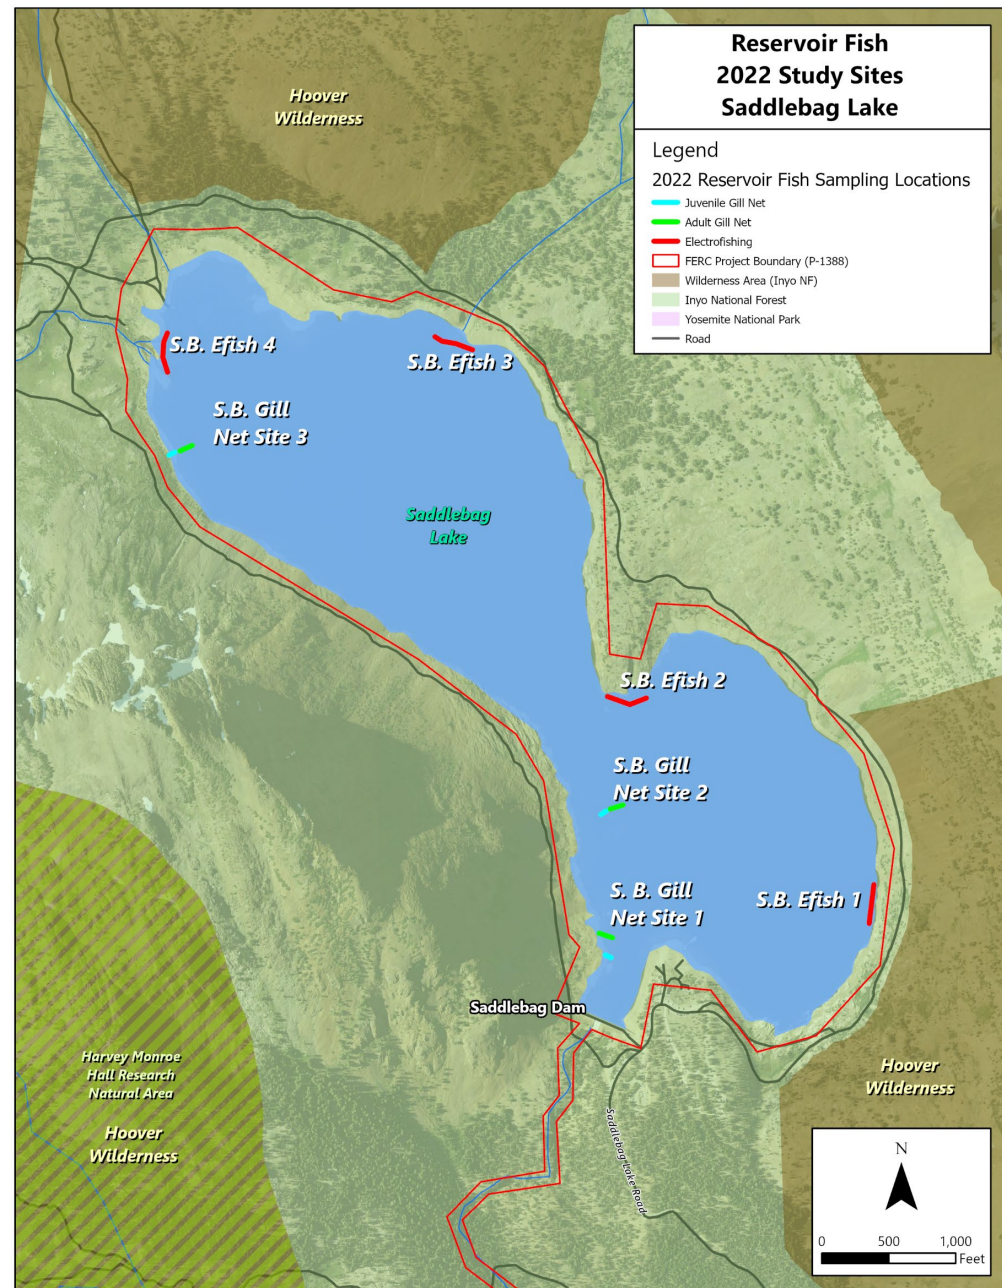 Reservoir Fish
2022 Study Sites
Saddlebag Lake
Legend
2022 Reservoir Fish Sampling Locations
Juvenile Gill Net
Adult Gill Net
Electrofishing
FERC Project Boundary (P-1388)
Wilderness Area (Inyo NF)
Inyo National Forest
Yosemite National Park
Road
Hoover
Wilderness
S.B. Efish 4
S.B. Efish 3
S.B. Gill
Net Site 3
Saddlebag
Lake
S.B. Efish 2
S.B. Gill
Net Site 2
S. B. Gill
Net Site 1
S.B. Efish 1
Saddlebag Dam
Harvey Monroe
Hall Research
Natural Area
Hoover
Wilderness
Hoover
Wilderness
Saddlebag Lake Road
N
0 500 1,000
Feet